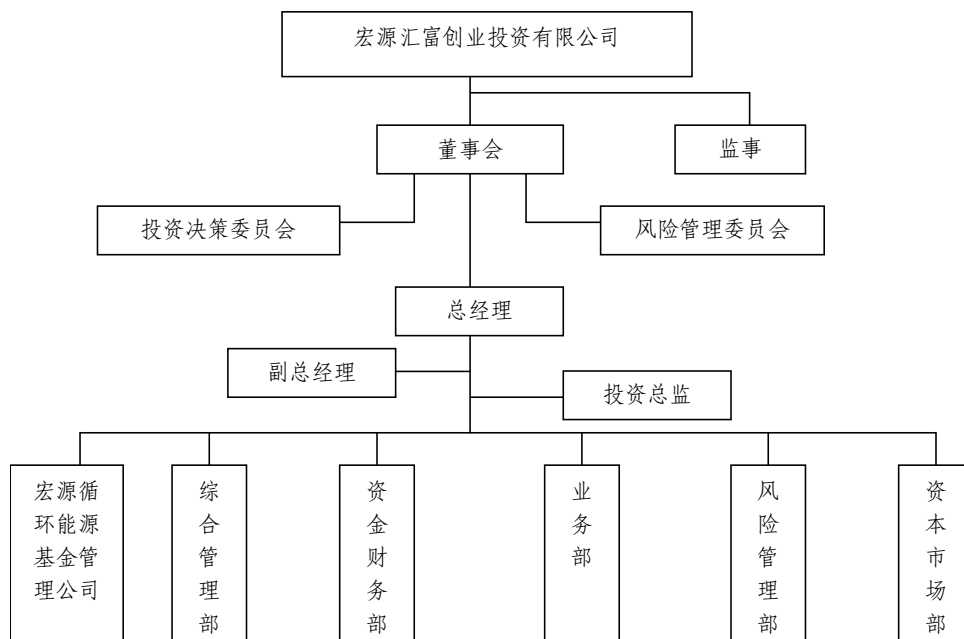 宏源汇富创业投资有限公司
董事会
监事
投资决策委员会
风险管理委员会
总经理
副总经理
投资总监
宏源循
环能源
基金管
理公司
综合管理部
资金财务部
业务部
风险管理部
资本市场部